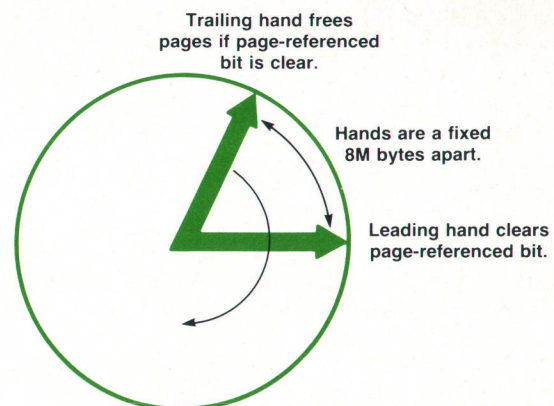 Trailing hand frees
pages if page-referenced
bit is clear.
Hands are a fixed
8M bytes apart.
Leading hand clears
page-referenced bit.